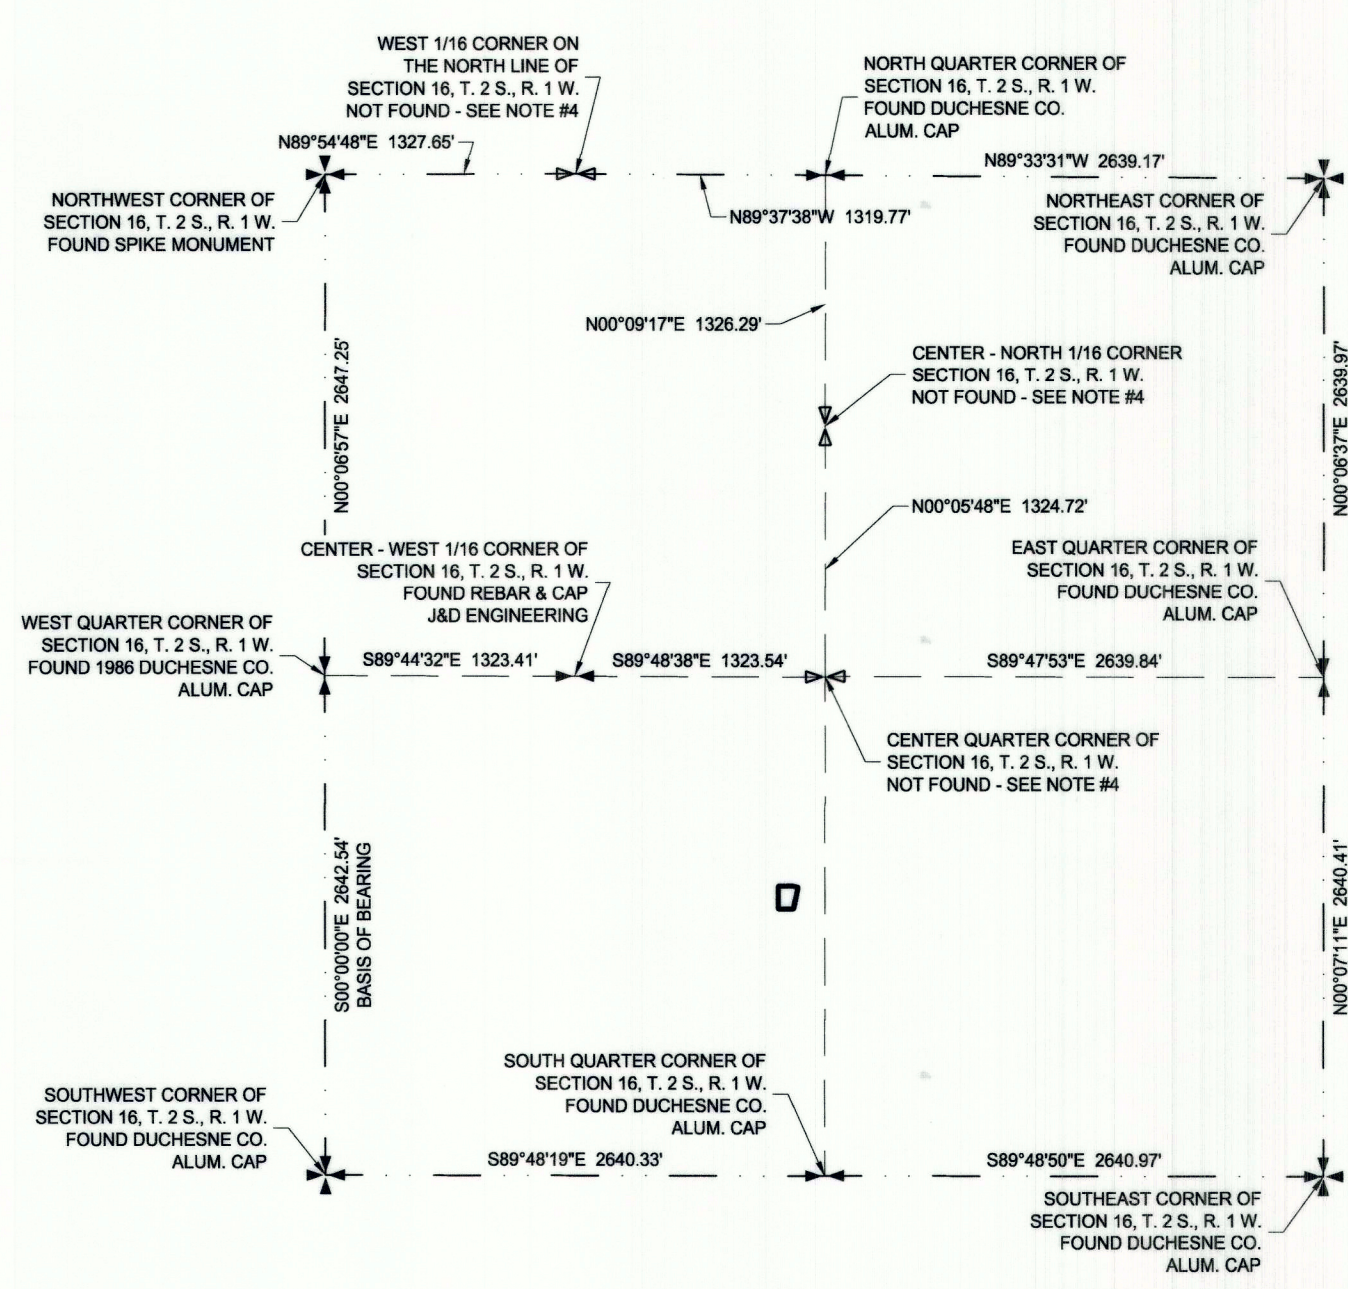 WEST 1/16 CORNER ON
THE NORTH LINE OF
SECTION 16, T. 2 S., R. 1 W.
NOT FOUND - SEE NOTE #4
NORTH QUARTER CORNER OF
SECTION 16, T. 2 S., R. 1 W.
FOUND DUCHESNE CO.
ALUM. CAP
N89°54'48"E 1327.65'
N89°33'31"W 2639.17'
NORTHWEST CORNER OF
SECTION 16, T. 2 S., R. 1 W.
FOUND SPIKE MONUMENT
N89°37'38"W 1319.77'
NORTHEAST CORNER OF
SECTION 16, T. 2 S., R. 1 W.
FOUND DUCHESNE CO.
ALUM. CAP
N00°09'17"E 1326.29'
CENTER - NORTH 1/16 CORNER
SECTION 16, T. 2 S., R. 1 W.
NOT FOUND - SEE NOTE #4
N00°06'57"E 2647.25'
N00°06'37"E 2639.97'
N00°05'48"E 1324.72'
CENTER - WEST 1/16 CORNER OF
SECTION 16, T. 2 S., R. 1 W.
FOUND REBAR & CAP
J&D ENGINEERING
EAST QUARTER CORNER OF
SECTION 16, T. 2 S., R. 1 W.
FOUND DUCHESNE CO.
ALUM. CAP
WEST QUARTER CORNER OF
SECTION 16, T. 2 S., R. 1 W.
FOUND 1986 DUCHESNE CO.
ALUM. CAP
S89°44'32"E 1323.41'
S89°48'38"E 1323.54'
S89°47'53"E 2639.84'
CENTER QUARTER CORNER OF
SECTION 16, T. 2 S., R. 1 W.
NOT FOUND - SEE NOTE #4
S00°00'00"E 2642.54'
BASIS OF BEARING
N00°07'11"E 2640.41'
SOUTH QUARTER CORNER OF
SECTION 16, T. 2 S., R. 1 W.
FOUND DUCHESNE CO.
ALUM. CAP
SOUTHWEST CORNER OF
SECTION 16, T. 2 S., R. 1 W.
FOUND DUCHESNE CO.
ALUM. CAP
S89°48'19"E 2640.33'
S89°48'50"E 2640.97'
SOUTHEAST CORNER OF
SECTION 16, T. 2 S., R. 1 W.
FOUND DUCHESNE CO.
ALUM. CAP